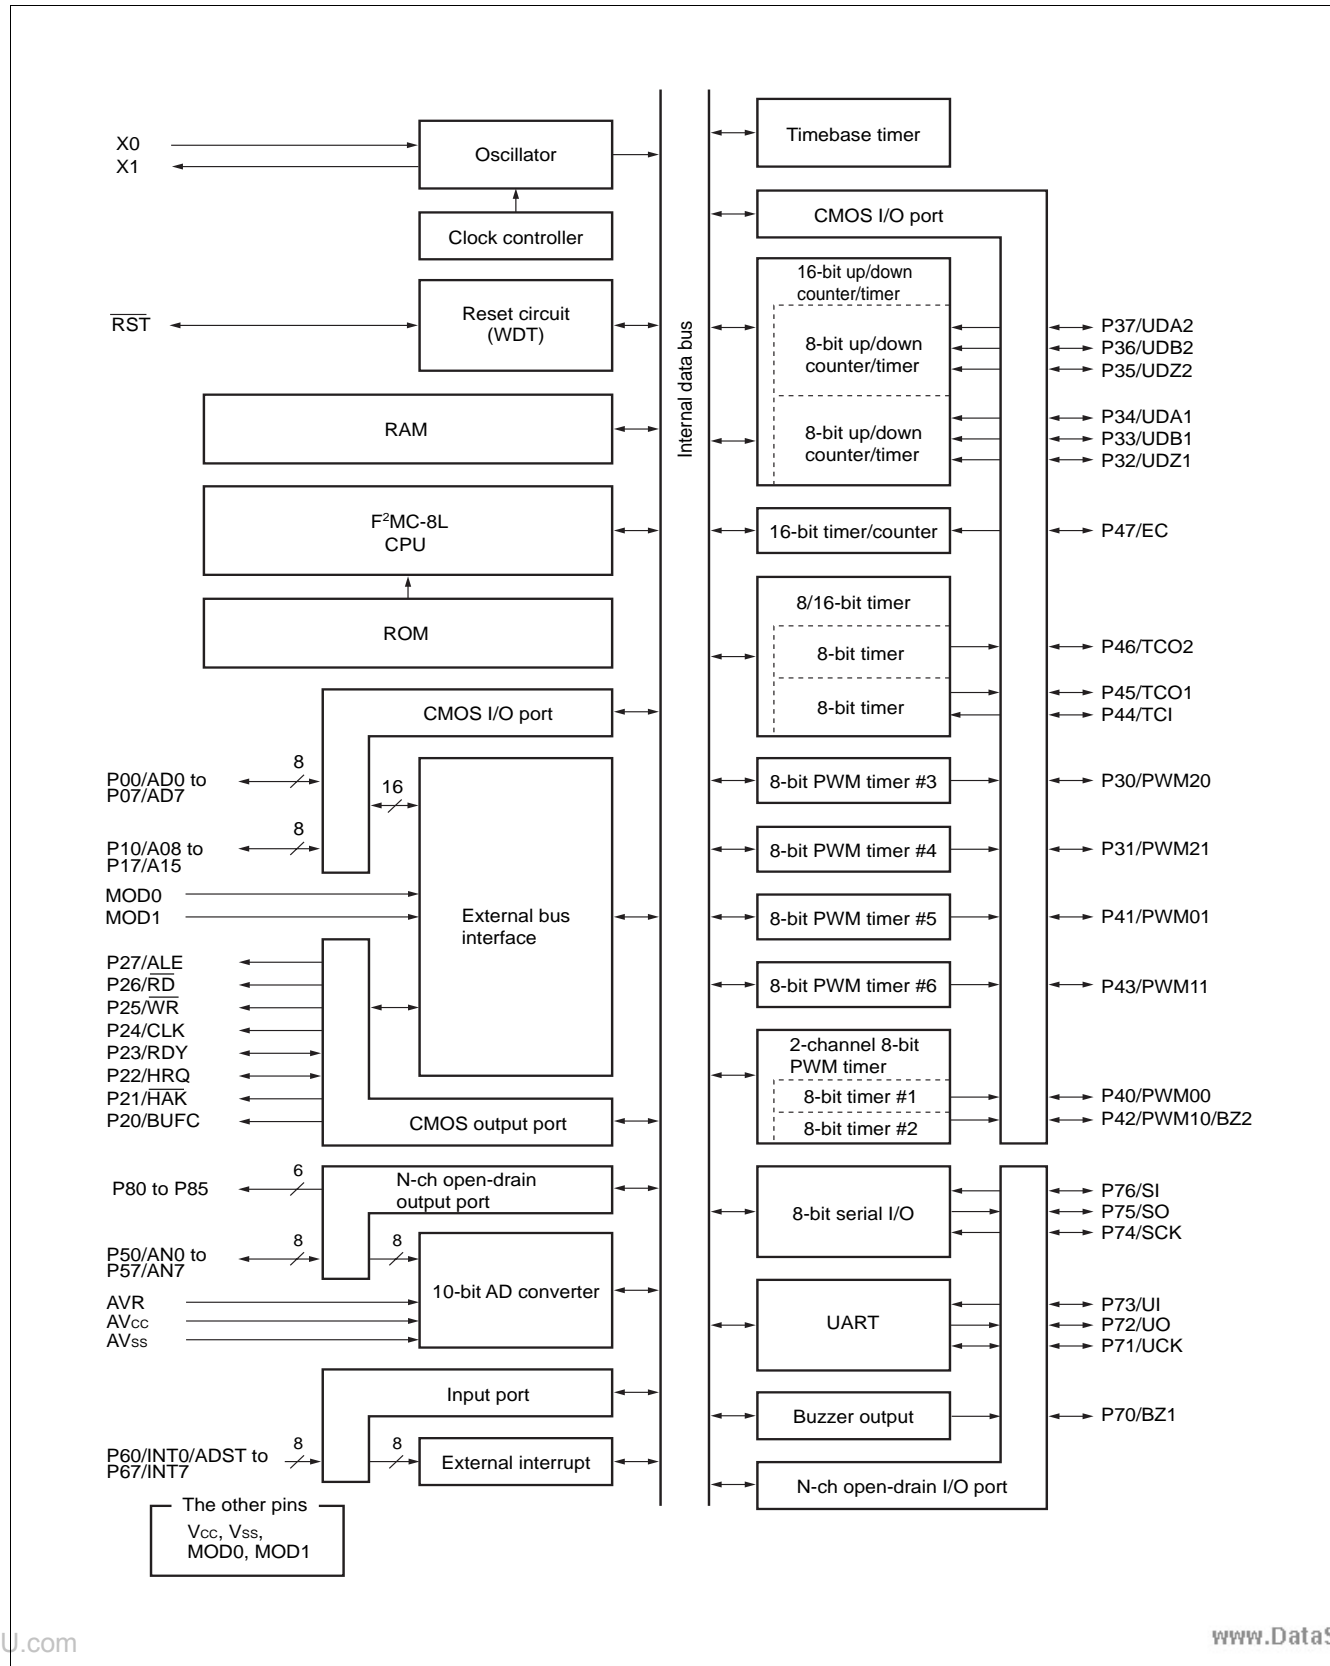 X0
X1
Oscillator
Clock controller
RST
Reset circuit
(WDT)
RAM
F²MC-8L
CPU
ROM
CMOS I/O port
P00/AD0 to
P07/AD7
8
16
P10/A08 to
P17/A15
8
MOD0
MOD1
External bus
interface
P27/ALE
P26/RD
P25/WR
P24/CLK
P23/RDY
P22/HRQ
P21/HAK
P20/BUFC
CMOS output port
P80 to P85
6
N-ch open-drain
output port
P50/AN0 to
P57/AN7
8
8
10-bit AD converter
AVR
AVcc
AVss
Input port
P60/INT0/ADST to
P67/INT7
8
8
External interrupt
The other pins
Vcc, Vss,
MOD0, MOD1
Internal data bus
Timebase timer
CMOS I/O port
16-bit up/down
counter/timer
8-bit up/down
counter/timer
8-bit up/down
counter/timer
P37/UDA2
P36/UDB2
P35/UDZ2
P34/UDA1
P33/UDB1
P32/UDZ1
16-bit timer/counter
P47/EC
8/16-bit timer
8-bit timer
8-bit timer
P46/TCO2
P45/TCO1
P44/TCI
8-bit PWM timer #3
P30/PWM20
8-bit PWM timer #4
P31/PWM21
8-bit PWM timer #5
P41/PWM01
8-bit PWM timer #6
P43/PWM11
2-channel 8-bit
PWM timer
8-bit timer #1
8-bit timer #2
P40/PWM00
P42/PWM10/BZ2
8-bit serial I/O
P76/SI
P75/SO
P74/SCK
UART
P73/UI
P72/UO
P71/UCK
Buzzer output
P70/BZ1
N-ch open-drain I/O port
U.com
www.DataS